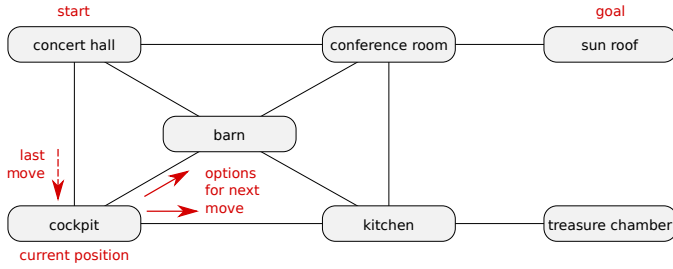 start
goal
concert hall
conference room
sun roof
barn
last
move
options
for next
move
cockpit
kitchen
treasure chamber
current position